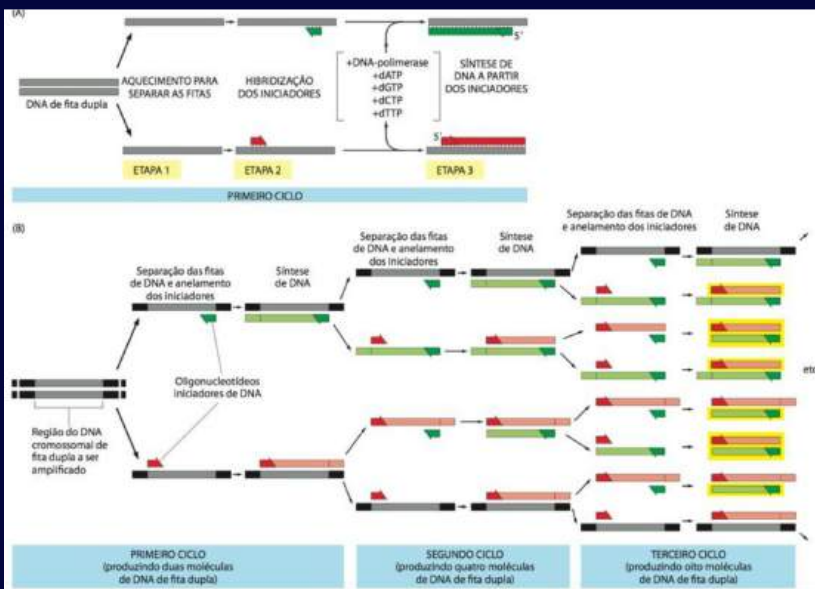 (A)
5'
DNA de fita dupla
AQUECIMENTO PARA
SEPARAR AS FITAS
HIBRIDIZAÇÃO
DOS INICIADORES
+DNA-polimerase
+dATP
+dGTP
+dCTP
+dTTP
SÍNTESE DE
DNA A PARTIR
DOS INICIADORES
5'
ETAPA 1
ETAPA 2
ETAPA 3
PRIMEIRO CICLO
(B)
Separação das fitas
de DNA e anelamento
dos iniciadores
Síntese
de DNA
Separação das fitas
de DNA e anelamento
dos iniciadores
Síntese
de DNA
Separação das fitas de DNA
e anelamento dos iniciadores
Síntese
de DNA
Oligonucleotídeos
iniciadores de DNA
Região do DNA
cromossomal de
fita dupla a ser
amplificado
etc
PRIMEIRO CICLO
(produzindo duas moléculas
de DNA de fita dupla)
SEGUNDO CICLO
(produzindo quatro moléculas
de DNA de fita dupla)
TERCEIRO CICLO
(produzindo oito moléculas
de DNA de fita dupla)